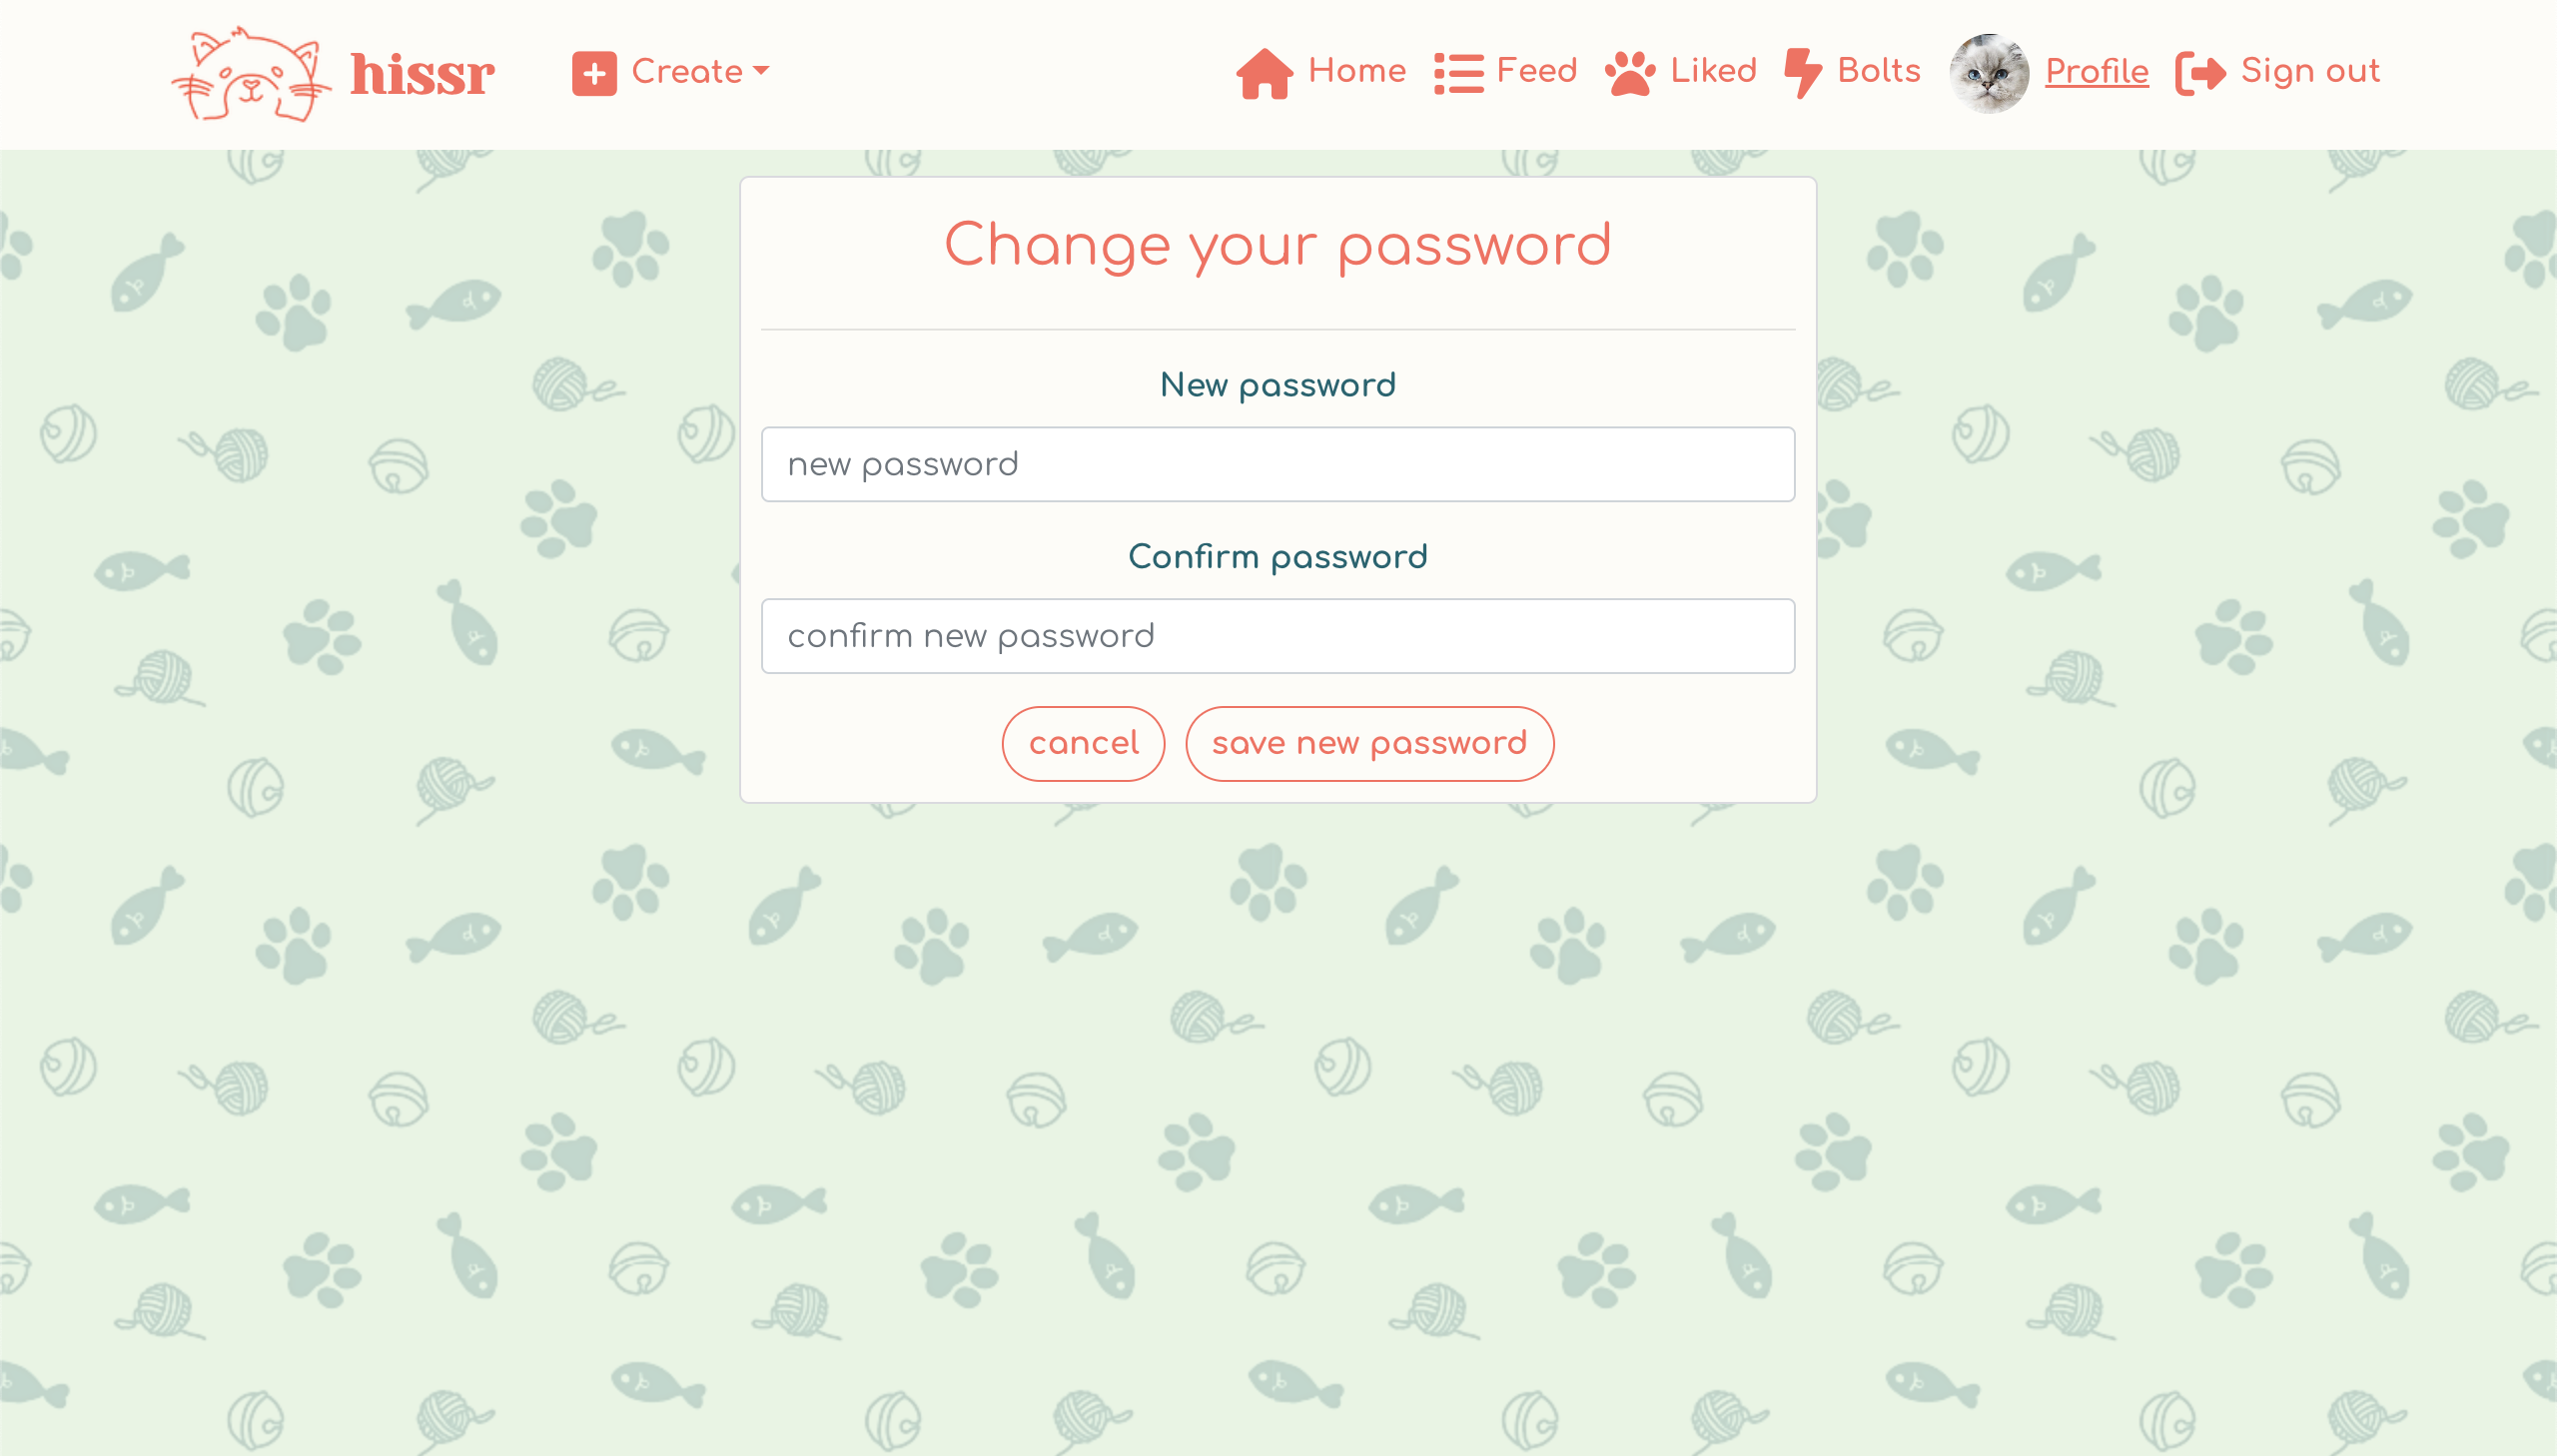 hissr
Create
Home
Feed
Liked
Bolts
Profile
Sign out
Change your password
New password
new password
Confirm password
confirm new password
cancel
save new password